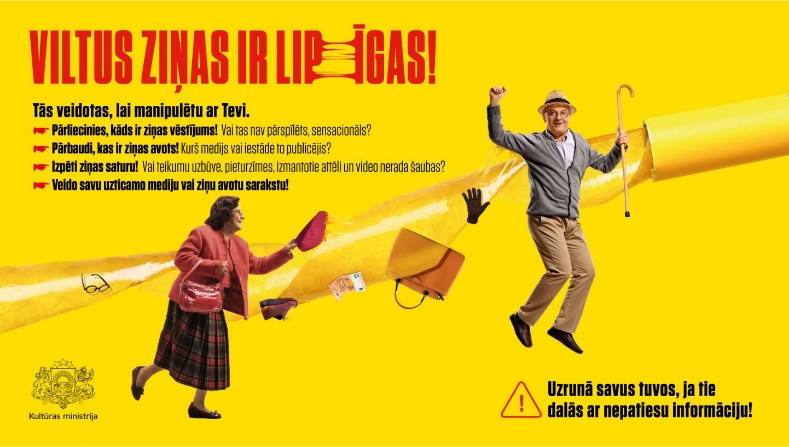 VILTUS ZIŅAS IR LIPNĪGAS!
Tās veidotas, lai manipulētu ar Tevi.
Pārliecinies, kāds ir ziņas vēstījums! Vai tas nav pārspīlēts, sensacionāls?
Pārbaudi, kas ir ziņas avots! Kurš medijs vai iestāde to publicējis?
Izpēti ziņas saturu! Vai teikumu uzbūve, pieturzīmes, izmantotie attēli un video nerada šaubas?
Veido savu uzticamo mediju vai ziņu avotu sarakstu!
Kultūras ministrija
Uzrunā savus tuvos, ja tie
dalās ar nepatiesu informāciju!